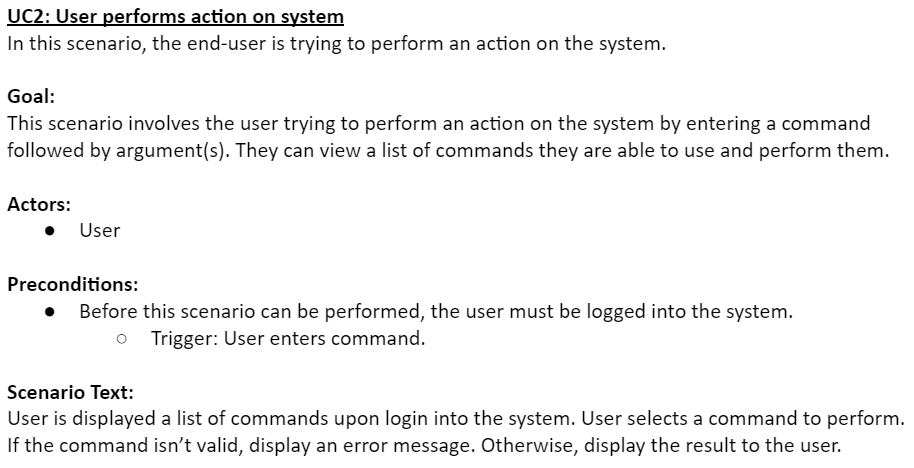 UC2: User performs action on system
In this scenario, the end-user is trying to perform an action on the system.
Goal:
This scenario involves the user trying to perform an action on the system by entering a command
followed by argument(s). They can view a list of commands they are able to use and perform them.
Actors:
● User
Preconditions:
● Before this scenario can be performed, the user must be logged into the system.
○ Trigger: User enters command.
Scenario Text:
User is displayed a list of commands upon login into the system. User selects a command to perform.
If the command isn’t valid, display an error message. Otherwise, display the result to the user.